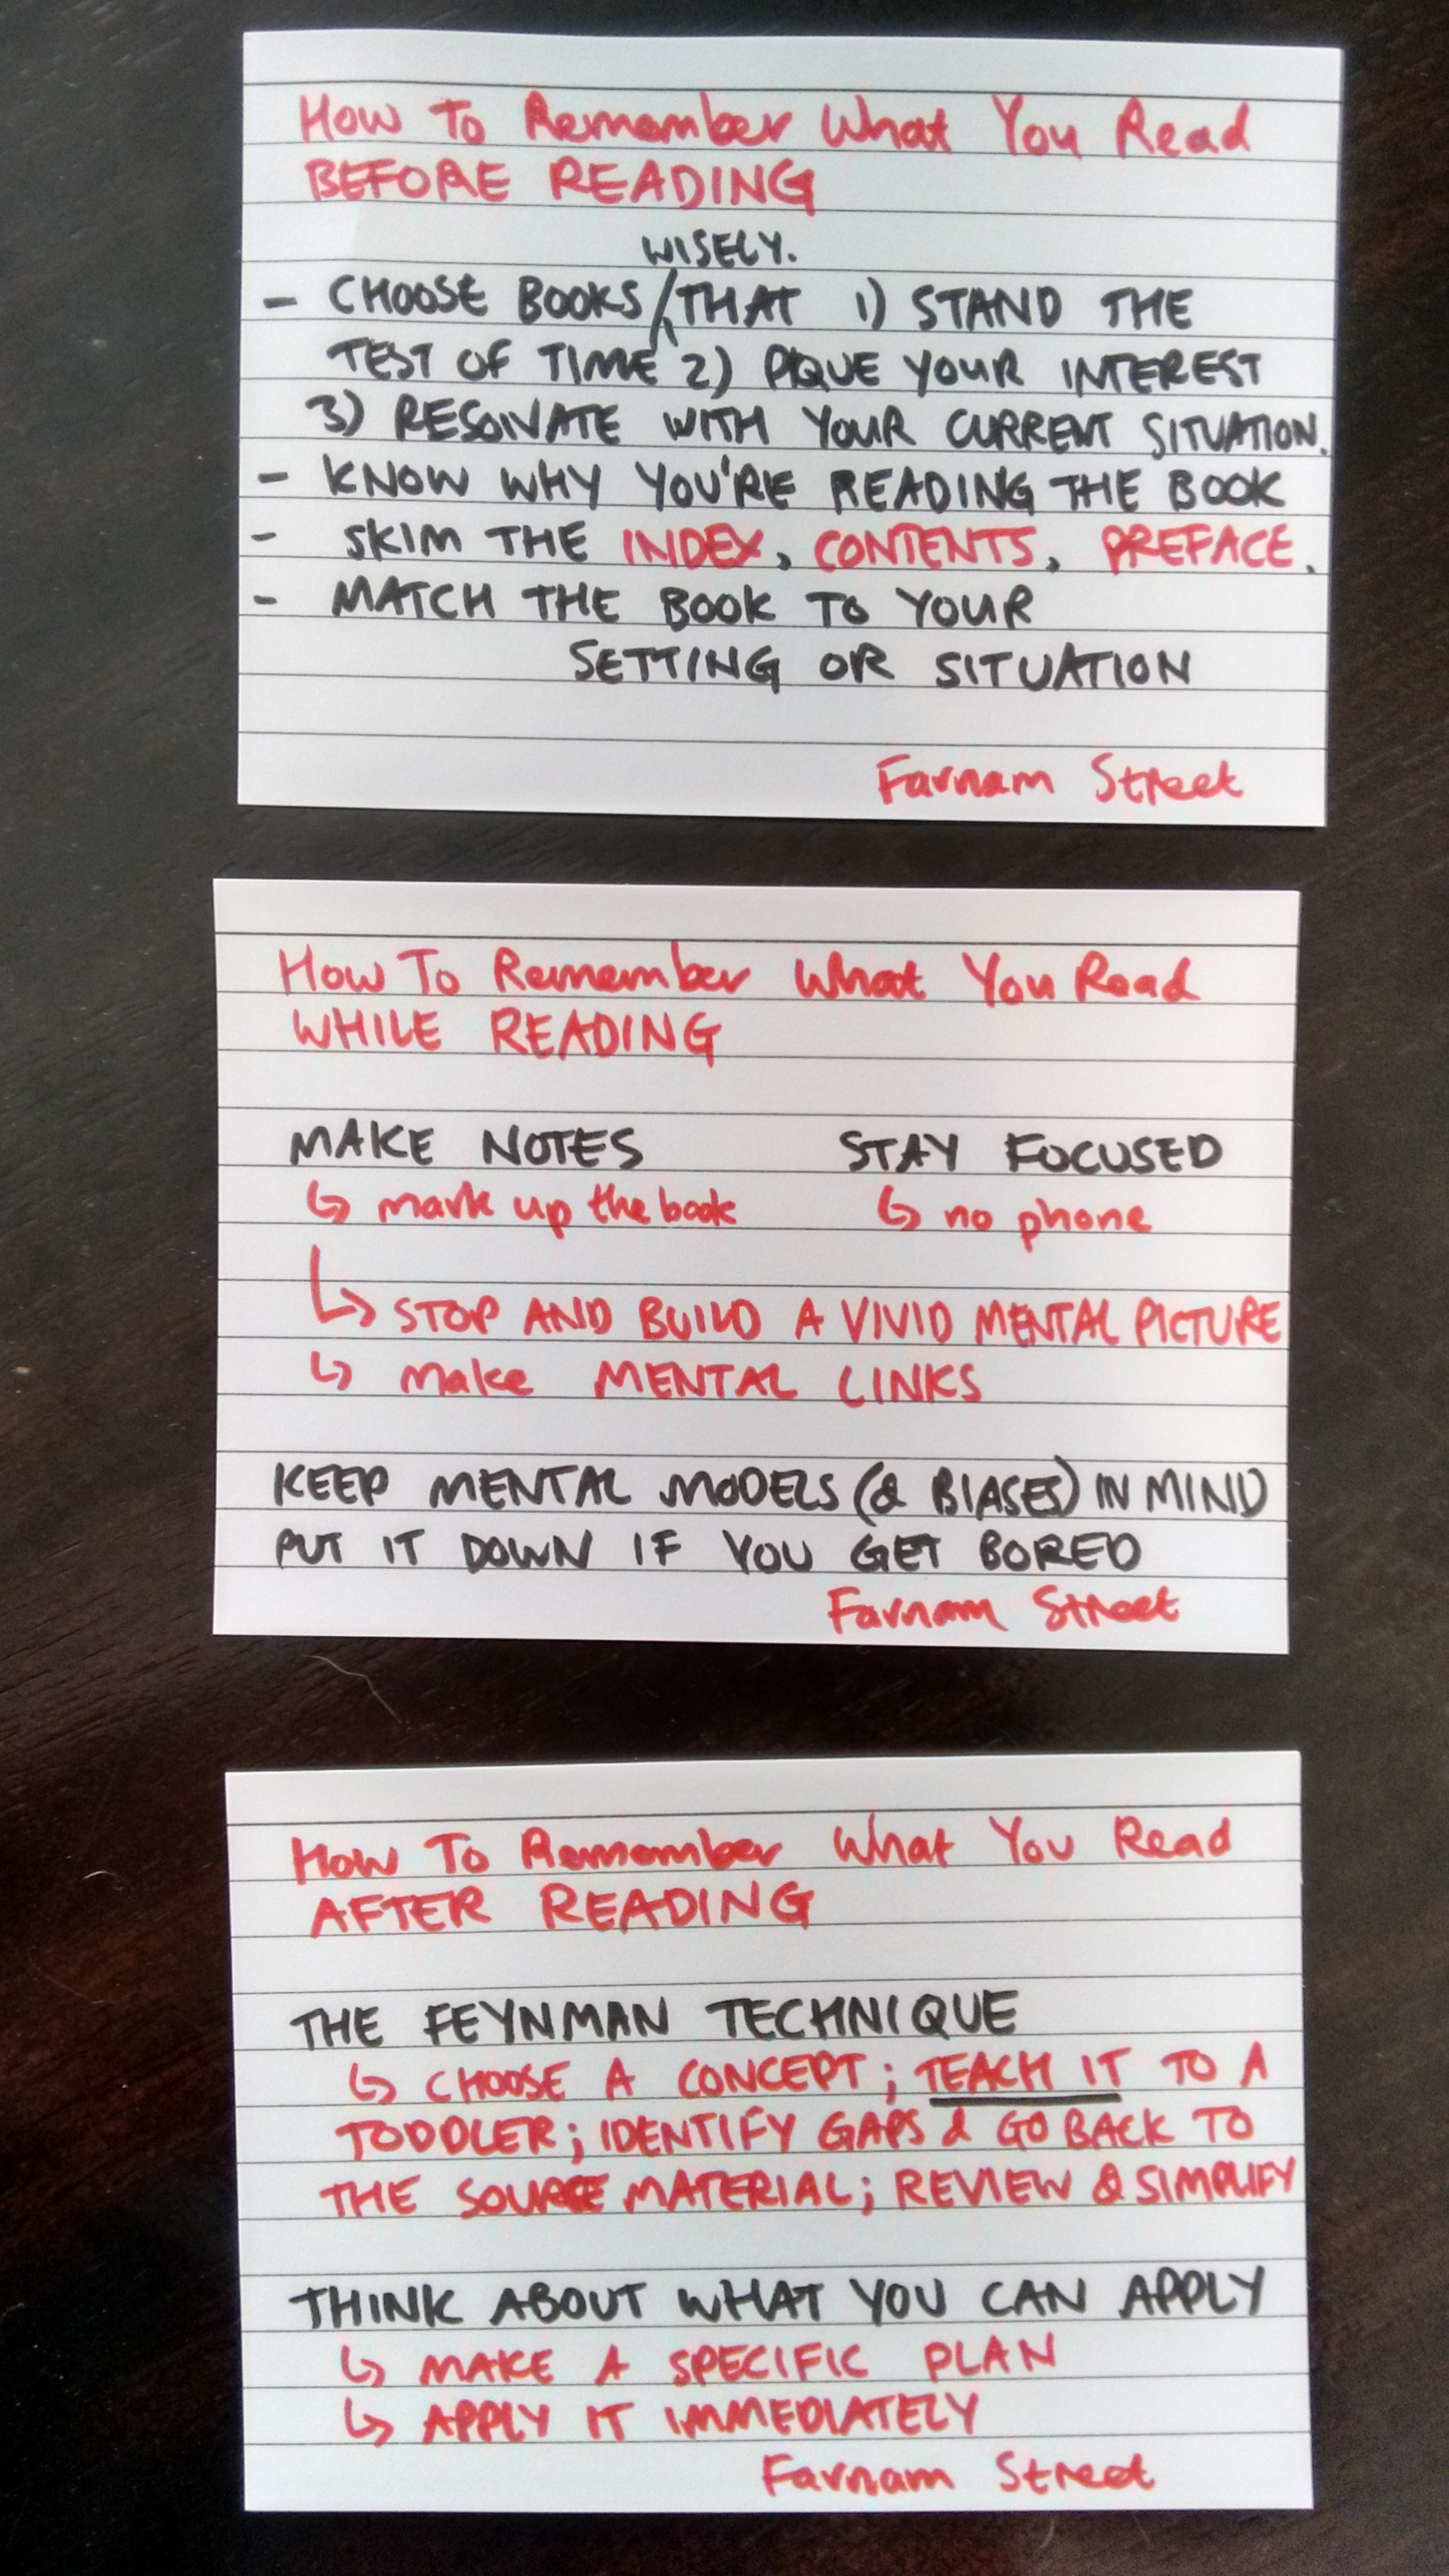 How To Remember What You Read
BEFORE READING
WISELY.
- CHOOSE BOOKS THAT 1) STAND THE
TEST OF TIME 2) PIQUE YOUR INTEREST
3) RESONATE WITH YOUR CURRENT SITUATION.
- KNOW WHY YOU'RE READING THE BOOK
- SKIM THE INDEX, CONTENTS, PREFACE.
- MATCH THE BOOK TO YOUR
SETTING OR SITUATION
Farnam Street
How To Remember What You Read
WHILE READING
MAKE NOTES STAY FOCUSED
↳ mark up the book ↳ no phone
↳ STOP AND BUILD A VIVID MENTAL PICTURE
↳ make MENTAL LINKS
KEEP MENTAL MODELS (& BIASES) IN MIND
PUT IT DOWN IF YOU GET BORED
Farnam Street
How To Remember What You Read
AFTER READING
THE FEYNMAN TECHNIQUE
↳ CHOOSE A CONCEPT; TEACH IT TO A
TODDLER; IDENTIFY GAPS & GO BACK TO
THE SOURCE MATERIAL; REVIEW & SIMPLIFY
THINK ABOUT WHAT YOU CAN APPLY
↳ MAKE A SPECIFIC PLAN
↳ APPLY IT IMMEDIATELY
Farnam Street